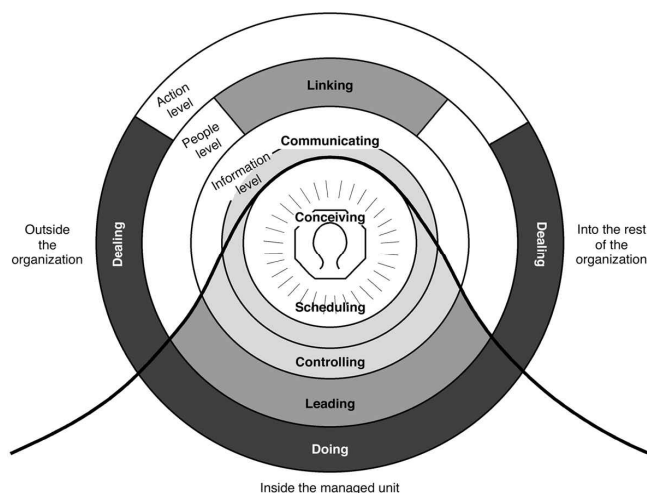 Action
level
Linking
People
level
Communicating
Information
level
Conceiving
Outside
the
organization
Dealing
Dealing
Into the rest
of the
organization
Scheduling
Controlling
Leading
Doing
Inside the managed unit